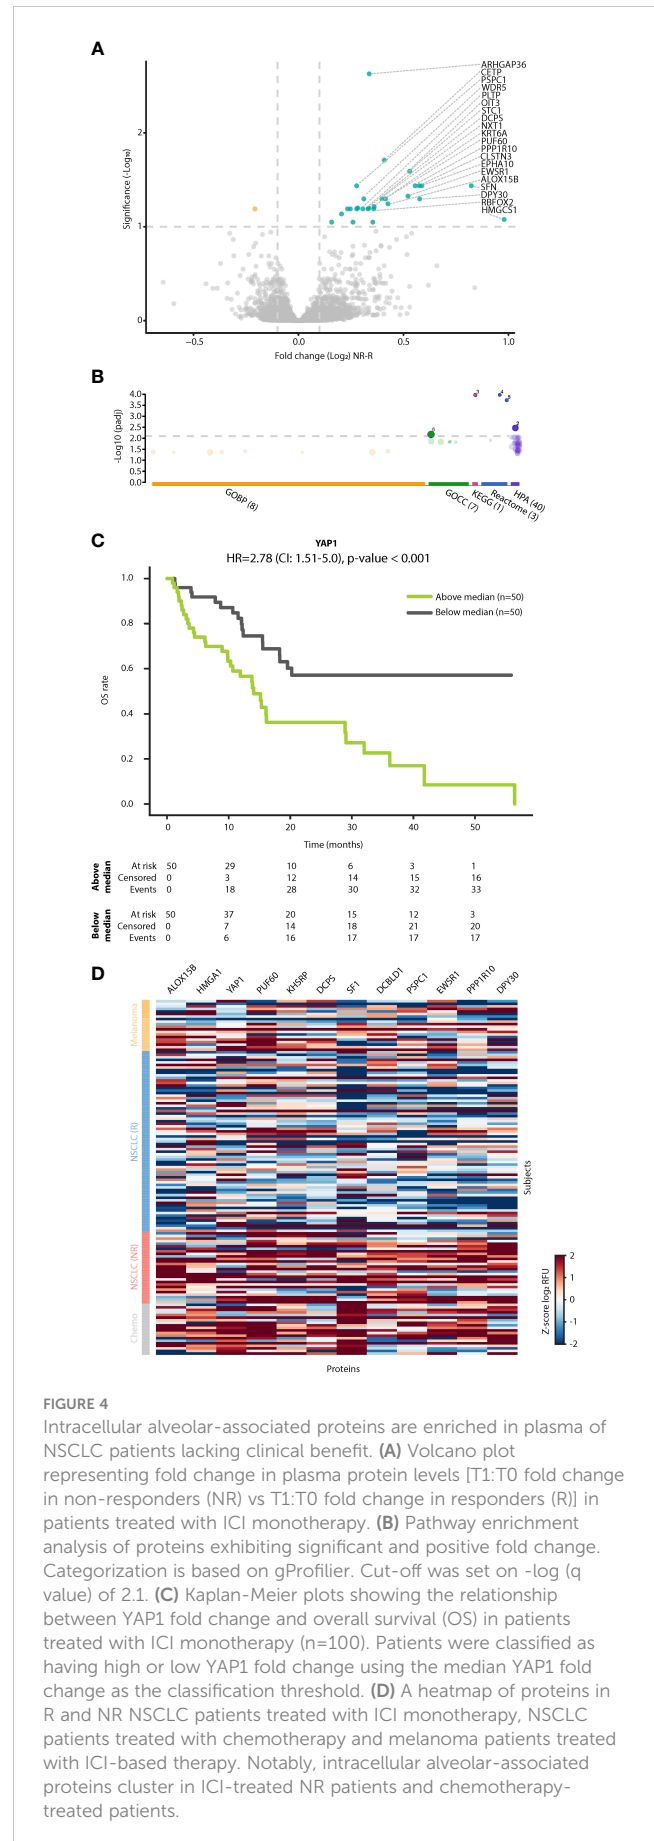 A
ARHGAP36
CETP
PSPC1
WDR5
PLTP
OIT3
STC1
DCPS
NXT1
KRT6A
PUF60
PPP1R10
CLSTN3
EPHA10
EWSR1
ALOX15B
SFN
DPY30
RBFOX2
HMGCS1
Significance (-Log₁₀)
2
1
0
−0.5
0.0
0.5
1.0
Fold change (Log₂) NR-R
B
-Log10 (padj)
4.0
3.5
3.0
2.5
2.0
1.5
1.0
0.5
0.0
GOBP (8)
GOCC (7)
KEGG (1)
Reactome (3)
HPA (40)
C
YAP1
HR=2.78 (CI: 1.51-5.0), p-value < 0.001
Above median (n=50)
Below median (n=50)
OS rate
1.0
0.8
0.6
0.4
0.2
0.0
0 10 20 30 40 50
Time (months)
Above median
At risk 50 29 10 6 3 1
Censored 0 3 12 14 15 16
Events 0 18 28 30 32 33
Below median
At risk 50 37 20 15 12 3
Censored 0 7 14 18 21 20
Events 0 6 16 17 17 17
D
ALOX15B HMGA1 YAP1 PUF60 KHSRP DCPS SF1 DCBLD1 PSPC1 EWSR1 PPP1R10 DPY30
Melanoma
NSCLC (R)
NSCLC (NR)
Chemo
Subjects
Proteins
Z-score log₂ RFU
2
1
0
-1
-2
FIGURE 4
Intracellular alveolar-associated proteins are enriched in plasma of
NSCLC patients lacking clinical benefit. (A) Volcano plot
representing fold change in plasma protein levels [T1:T0 fold change
in non-responders (NR) vs T1:T0 fold change in responders (R)] in
patients treated with ICI monotherapy. (B) Pathway enrichment
analysis of proteins exhibiting significant and positive fold change.
Categorization is based on gProfilier. Cut-off was set on -log (q
value) of 2.1. (C) Kaplan-Meier plots showing the relationship
between YAP1 fold change and overall survival (OS) in patients
treated with ICI monotherapy (n=100). Patients were classified as
having high or low YAP1 fold change using the median YAP1 fold
change as the classification threshold. (D) A heatmap of proteins in
R and NR NSCLC patients treated with ICI monotherapy, NSCLC
patients treated with chemotherapy and melanoma patients treated
with ICI-based therapy. Notably, intracellular alveolar-associated
proteins cluster in ICI-treated NR patients and chemotherapy-
treated patients.